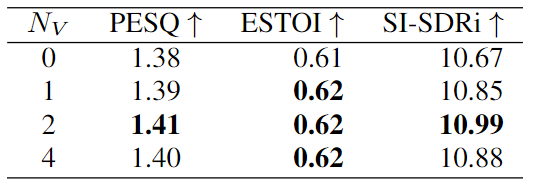 N_V PESQ ↑ ESTOI ↑ SI-SDRi ↑
0 1.38 0.61 10.67
1 1.39 0.62 10.85
2 1.41 0.62 10.99
4 1.40 0.62 10.88